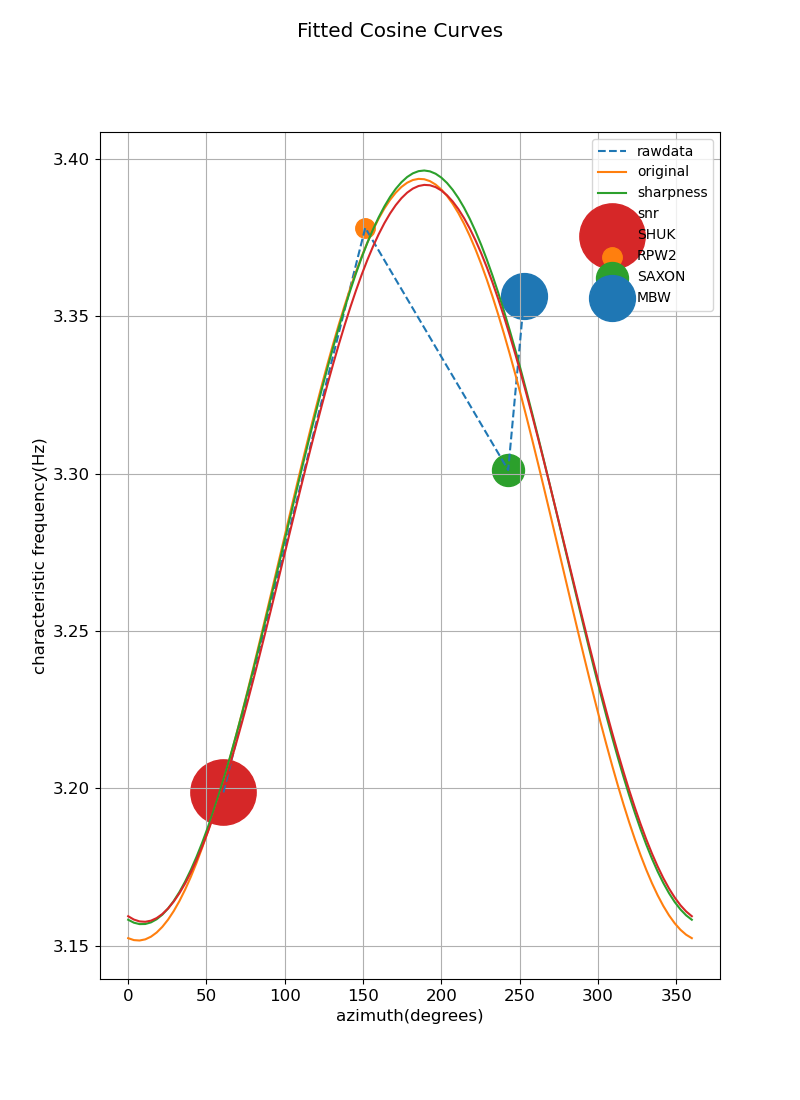 Fitted Cosine Curves
3.40
3.35
3.30
3.25
3.20
3.15
characteristic frequency(Hz)
rawdata
original
sharpness
snr
SHUK
RPW2
SAXON
MBW
0 50 100 150 200 250 300 350
azimuth(degrees)